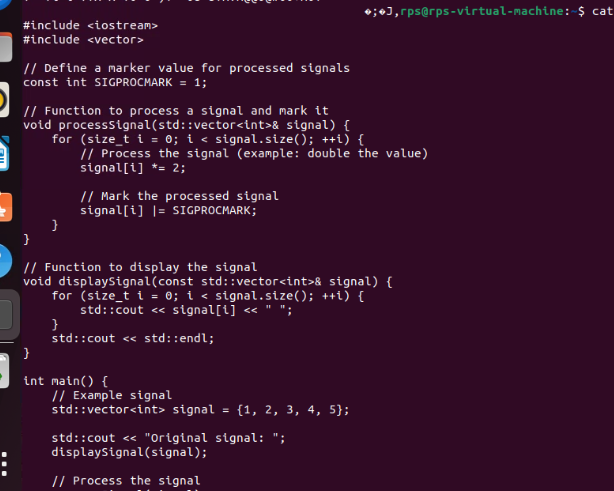 rps@rps-virtual-machine:~$ cat
#include <iostream>
#include <vector>

// Define a marker value for processed signals
const int SIGPROCMARK = 1;

// Function to process a signal and mark it
void processSignal(std::vector<int>& signal) {
    for (size_t i = 0; i < signal.size(); ++i) {
        // Process the signal (example: double the value)
        signal[i] *= 2;

        // Mark the processed signal
        signal[i] |= SIGPROCMARK;
    }
}

// Function to display the signal
void displaySignal(const std::vector<int>& signal) {
    for (size_t i = 0; i < signal.size(); ++i) {
        std::cout << signal[i] << " ";
    }
    std::cout << std::endl;
}

int main() {
    // Example signal
    std::vector<int> signal = {1, 2, 3, 4, 5};

    std::cout << "Original signal: ";
    displaySignal(signal);

    // Process the signal